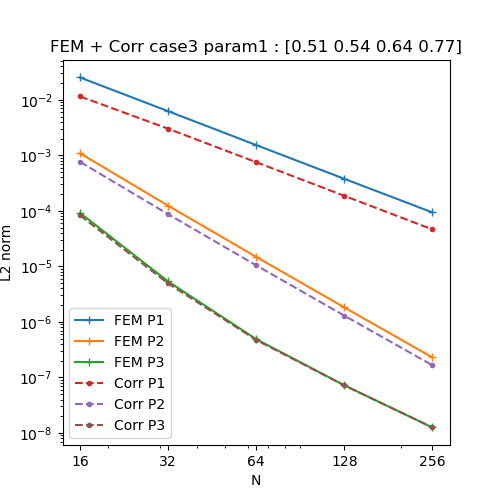 FEM + Corr case3 param1 : [0.51 0.54 0.64 0.77]
L2 norm
10⁻²
10⁻³
10⁻⁴
10⁻⁵
10⁻⁶
10⁻⁷
10⁻⁸
FEM P1
FEM P2
FEM P3
Corr P1
Corr P2
Corr P3
16 32 64 128 256
N